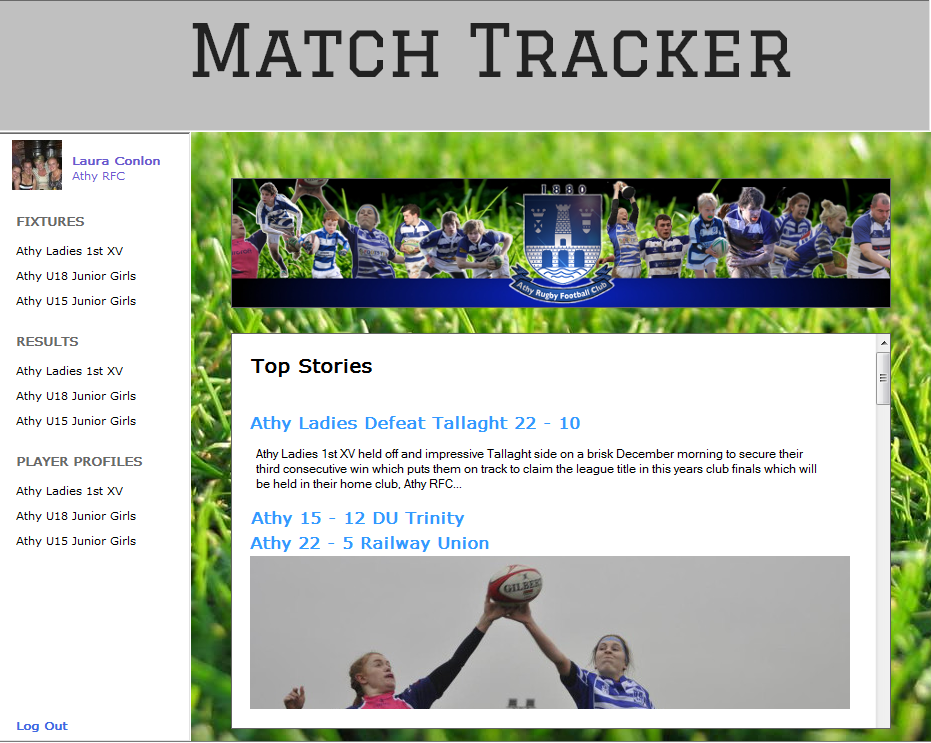 Match Tracker
Laura Conlon
Athy RFC
FIXTURES
Athy Ladies 1st XV
Athy U18 Junior Girls
Athy U15 Junior Girls
RESULTS
Athy Ladies 1st XV
Athy U18 Junior Girls
Athy U15 Junior Girls
PLAYER PROFILES
Athy Ladies 1st XV
Athy U18 Junior Girls
Athy U15 Junior Girls
Log Out
1880
Athy Rugby Football Club
Top Stories
Athy Ladies Defeat Tallaght 22 - 10
Athy Ladies 1st XV held off and impressive Tallaght side on a brisk December morning to secure their
third consecutive win which puts them on track to claim the league title in this years club finals which will
be held in their home club, Athy RFC...
Athy 15 - 12 DU Trinity
Athy 22 - 5 Railway Union
GILBERT